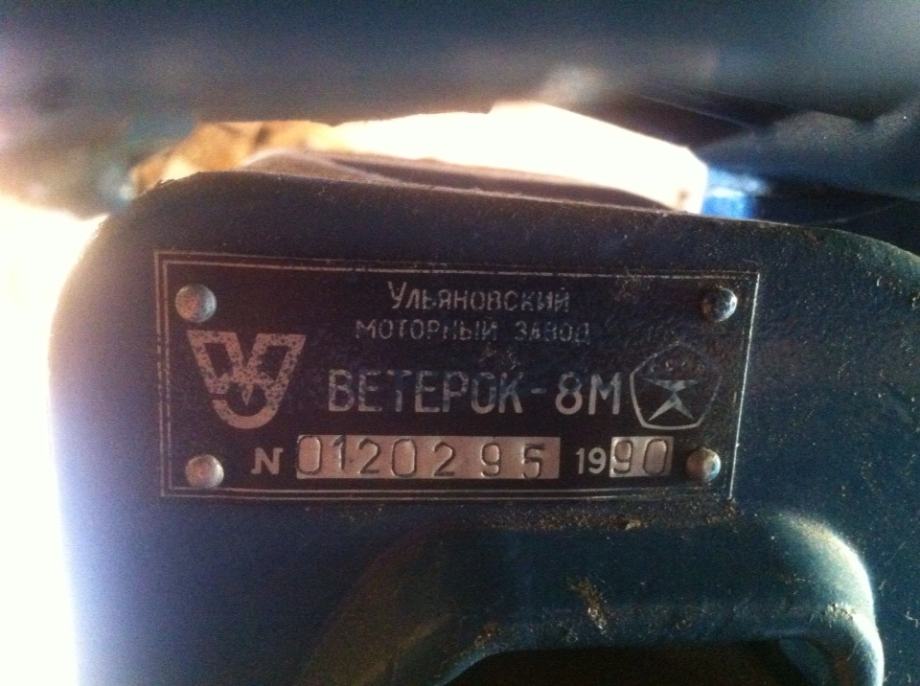 Ульяновский
моторный завод
ВЕТЕРОК-8М
N 0120295 1990